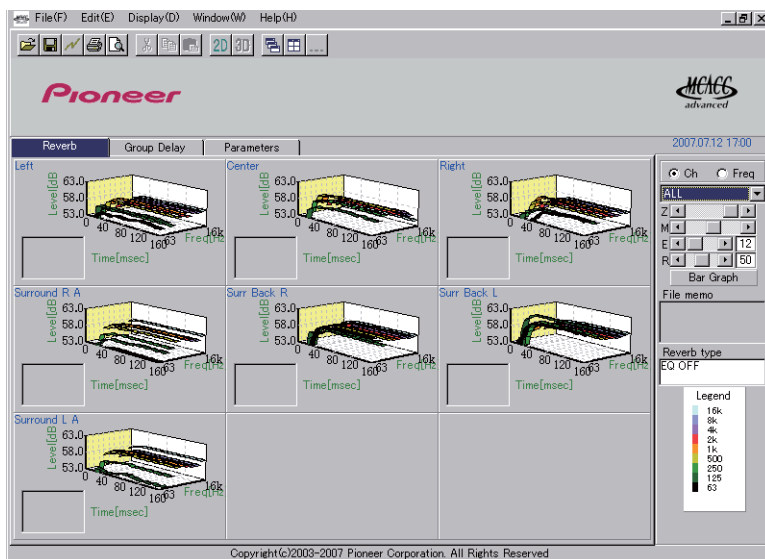 File(F) Edit(E) Display(D) Window(W) Help(H)
2D 3D
Pioneer
MCACC
advanced
Reverb Group Delay Parameters 2007.07.12 17:00
Left
Level[dB
63.0
58.0
53.0
0 40 80 120 160
63 Freq[Hz 16k
Time[msec]
Center
Level[dB
63.0
58.0
53.0
0 40 80 120 160
63 Freq[Hz 16k
Time[msec]
Right
Level[dB
63.0
58.0
53.0
0 40 80 120 160
63 Freq[Hz 16k
Time[msec]
Surround R A
Level[dB
63.0
58.0
53.0
0 40 80 120 160
63 Freq[Hz 16k
Time[msec]
Surr Back R
Level[dB
63.0
58.0
53.0
0 40 80 120 160
63 Freq[Hz 16k
Time[msec]
Surr Back L
Level[dB
63.0
58.0
53.0
0 40 80 120 160
63 Freq[Hz 16k
Time[msec]
Surround L A
Level[dB
63.0
58.0
53.0
0 40 80 120 160
63 Freq[Hz 16k
Time[msec]
Ch Freq
ALL
Z
M
E 12
R 50
Bar Graph
File memo
Reverb type
EQ OFF
Legend
16k
8k
4k
2k
1k
500
250
125
63
Copyright(c)2003-2007 Pioneer Corporation. All Rights Reserved